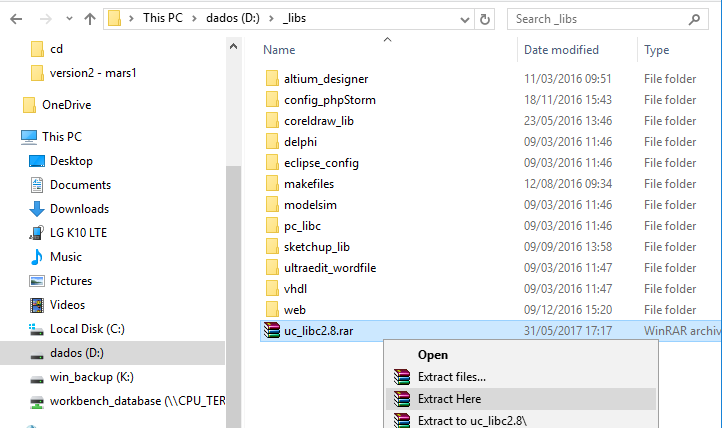 This PC > dados (D:) > _libs
Search _libs
cd
version2 - mars1
OneDrive
This PC
Desktop
Documents
Downloads
LG K10 LTE
Music
Pictures
Videos
Local Disk (C:)
dados (D:)
win_backup (K:)
workbench_database (\\CPU_TER
Name Date modified Type
altium_designer 11/03/2016 09:51 File folder
config_phpStorm 18/11/2016 15:43 File folder
coreldraw_lib 23/05/2016 13:46 File folder
delphi 09/03/2016 11:46 File folder
eclipse_config 09/03/2016 11:46 File folder
makefiles 12/08/2016 09:34 File folder
modelsim 09/03/2016 11:46 File folder
pc_libc 09/03/2016 11:46 File folder
sketchup_lib 09/09/2016 13:58 File folder
ultraedit_wordfile 09/03/2016 11:47 File folder
vhdl 09/03/2016 11:47 File folder
web 09/12/2016 15:20 File folder
uc_libc2.8.rar 31/05/2017 17:17 WinRAR archiv
Open
Extract files...
Extract Here
Extract to uc_libc2.8\